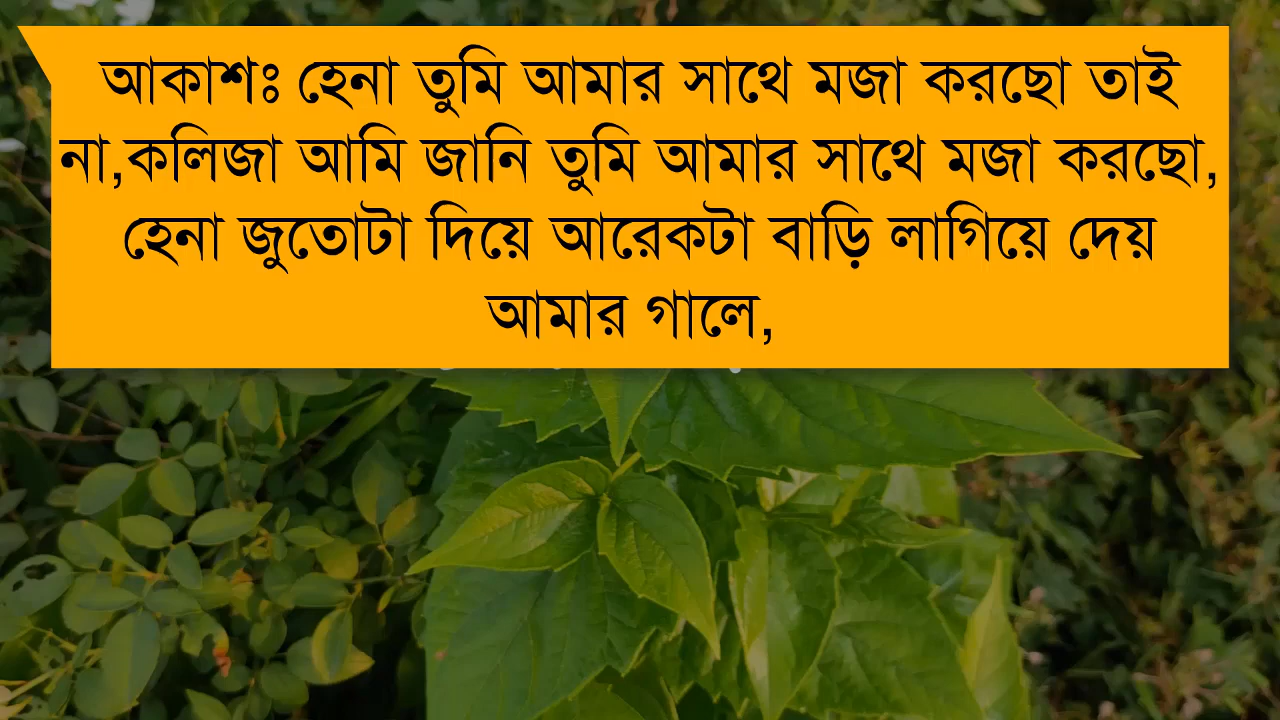 আকাশঃ হেনা তুমি আমার সাথে মজা করছো তাই
না,কলিজা আমি জানি তুমি আমার সাথে মজা করছো,
হেনা জুতোটা দিয়ে আরেকটা বাড়ি লাগিয়ে দেয়
আমার গালে,